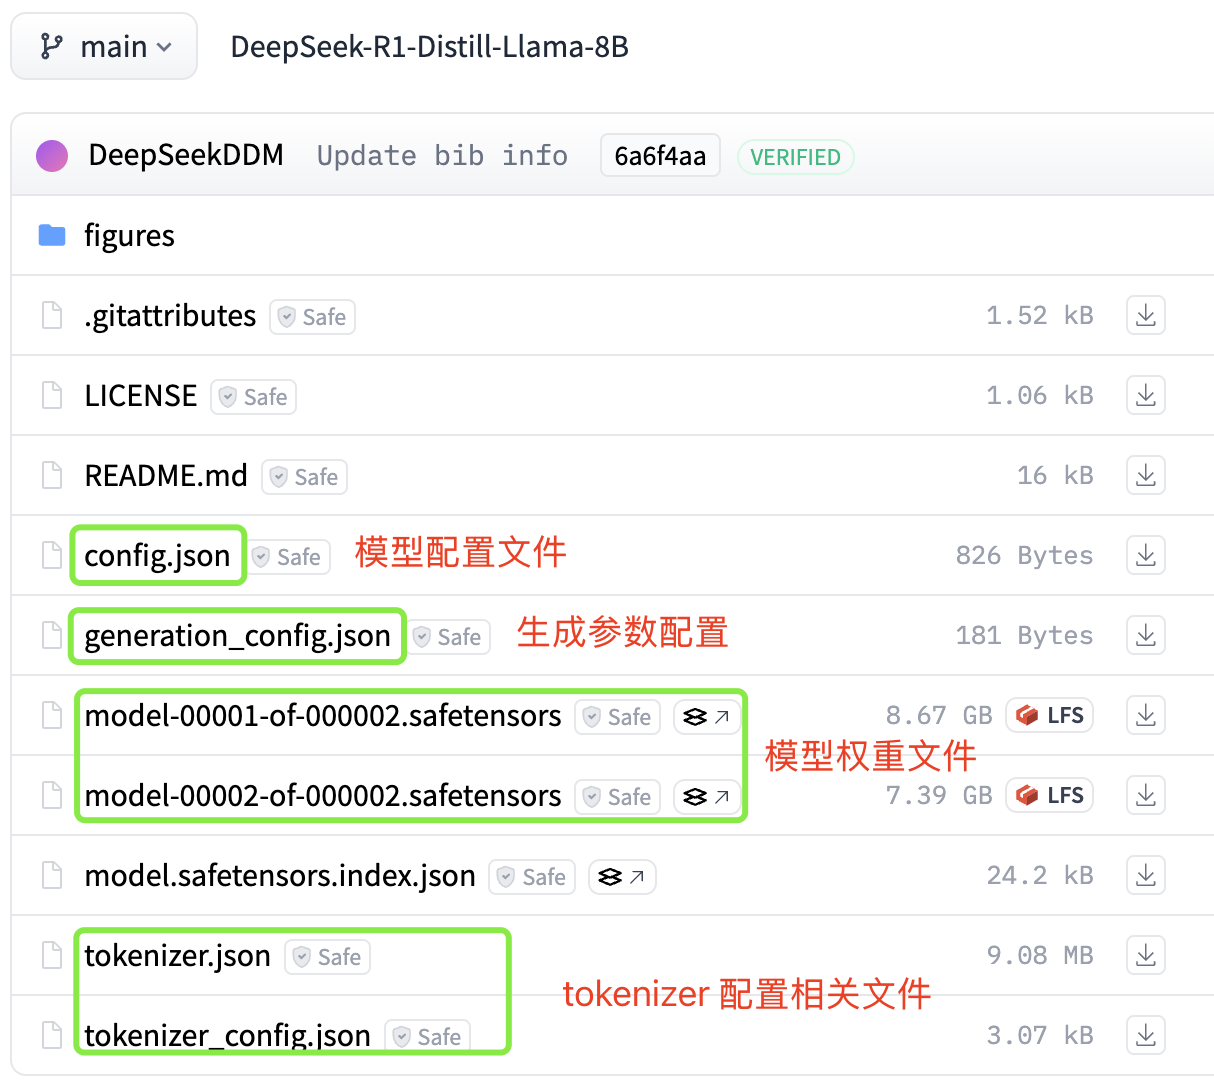 main DeepSeek-R1-Distill-Llama-8B
DeepSeekDDM Update bib info 6a6f4aa VERIFIED
figures
.gitattributes Safe 1.52 kB
LICENSE Safe 1.06 kB
README.md Safe 16 kB
config.json Safe 模型配置文件 826 Bytes
generation_config.json Safe 生成参数配置 181 Bytes
model-00001-of-000002.safetensors Safe 8.67 GB LFS
模型权重文件
model-00002-of-000002.safetensors Safe 7.39 GB LFS
model.safetensors.index.json Safe 24.2 kB
tokenizer.json Safe 9.08 MB
tokenizer 配置相关文件
tokenizer_config.json Safe 3.07 kB